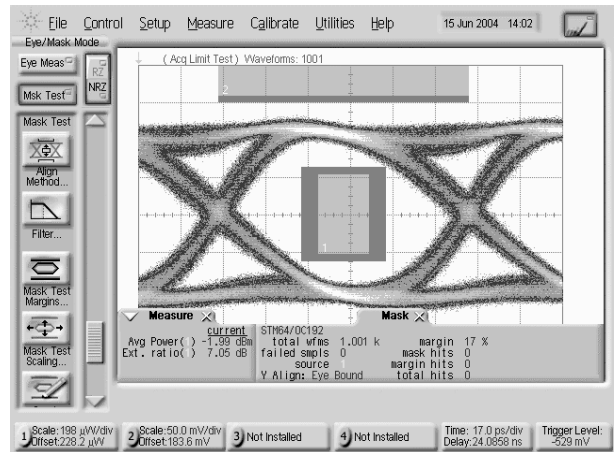 File Control Setup Measure Calibrate Utilities Help 15 Jun 2004 14:02
Eye/Mask Mode
Eye Meas
RZ
NRZ
Msk Test
( Acq Limit Test ) Waveforms: 1001
2
Mask Test
Align
Method...
Filter...
1
Mask Test
Margins...
Mask Test
Scaling...
Measure
Mask
current
Avg Power( ) -1.99 dBm
Ext. ratio( ) 7.05 dB
STM64/OC192
total wfms 1.001 k margin 17 %
failed smpls 0 mask hits 0
source 1 margin hits 0
Y Align: Eye Bound total hits 0
1 Scale: 198 µW/div
Offset:228.2 µW
2 Scale:50.0 mV/div
Offset:183.6 mV
3 Not Installed
4 Not Installed
Time: 17.0 ps/div
Delay:24.0858 ns
Trigger Level:
-529 mV